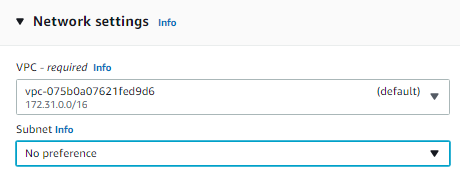 Network settings Info
VPC - required Info
vpc-075b0a07621fed9d6 (default)
172.31.0.0/16
Subnet Info
No preference